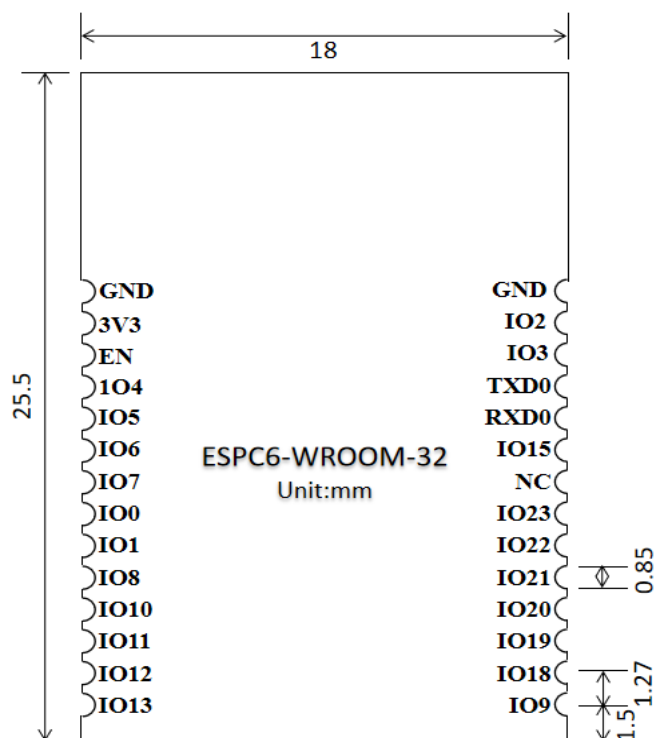 18
25.5
GND GND
3V3 IO2
EN IO3
1O4 TXD0
IO5 RXD0
IO6 IO15
ESPC6-WROOM-32
Unit:mm
IO7 NC
IO0 IO23
IO1 IO22
IO8 IO21
0.85
IO10 IO20
IO11 IO19
IO12 IO18
1.27
IO13 IO9
1.5